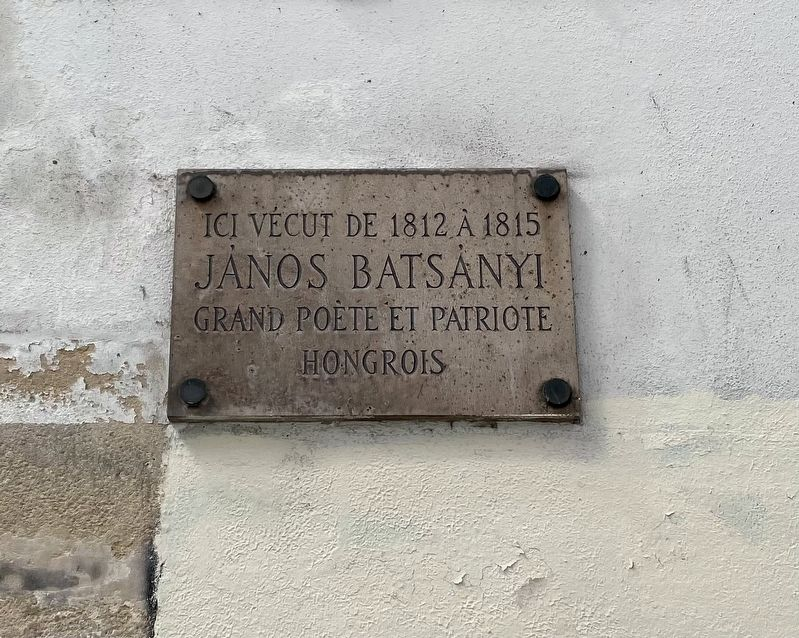 ICI VÉCUT DE 1812 À 1815
JÁNOS BATSÁNYI
GRAND POÈTE ET PATRIOTE
HONGROIS